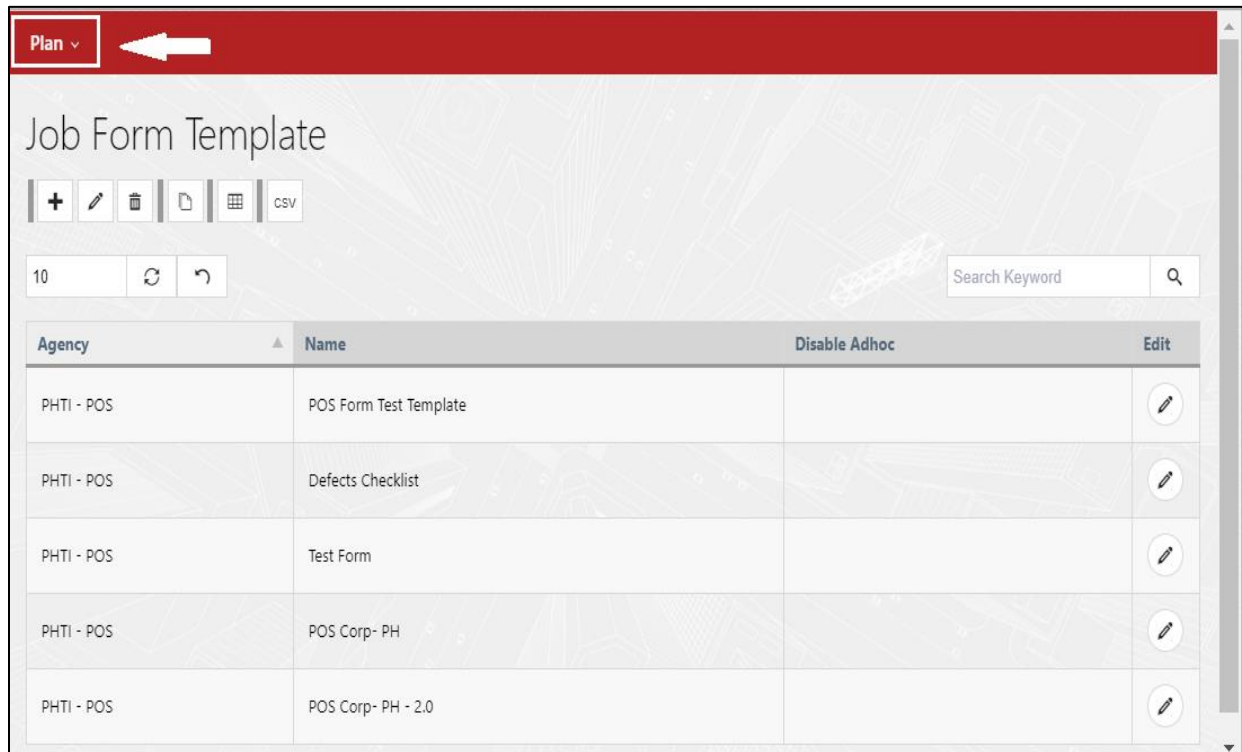 Plan
Job Form Template
CSV
10
Search Keyword
Agency Name Disable Adhoc Edit
PHTI - POS POS Form Test Template
PHTI - POS Defects Checklist
PHTI - POS Test Form
PHTI - POS POS Corp- PH
PHTI - POS POS Corp- PH - 2.0